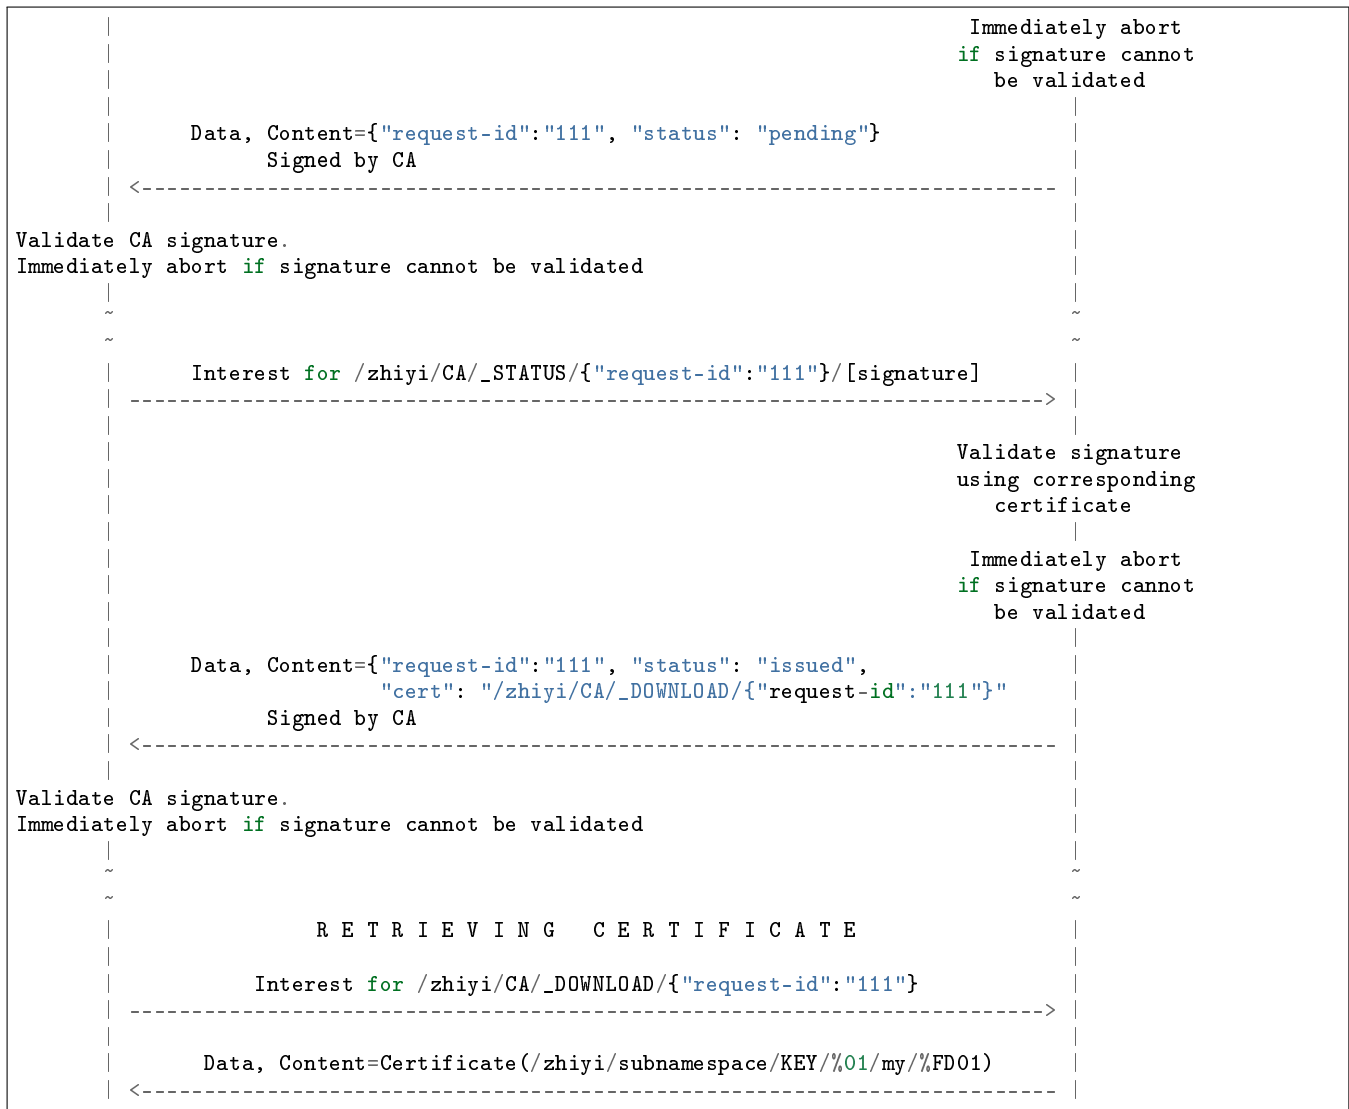 Immediately abort
if signature cannot
be validated
Data, Content={"request-id":"111", "status": "pending"}
Signed by CA
<-------------------------------------------------------------------------
Validate CA signature.
Immediately abort if signature cannot be validated
~ ~
~ ~
Interest for /zhiyi/CA/_STATUS/{"request-id":"111"}/[signature]
------------------------------------------------------------------------->
Validate signature
using corresponding
certificate
Immediately abort
if signature cannot
be validated
Data, Content={"request-id":"111", "status": "issued",
"cert": "/zhiyi/CA/_DOWNLOAD/{"request-id":"111"}"
Signed by CA
<-------------------------------------------------------------------------
Validate CA signature.
Immediately abort if signature cannot be validated
~ ~
~ ~
R E T R I E V I N G   C E R T I F I C A T E
Interest for /zhiyi/CA/_DOWNLOAD/{"request-id":"111"}
------------------------------------------------------------------------->
Data, Content=Certificate(/zhiyi/subnamespace/KEY/%01/my/%FD01)
<-------------------------------------------------------------------------